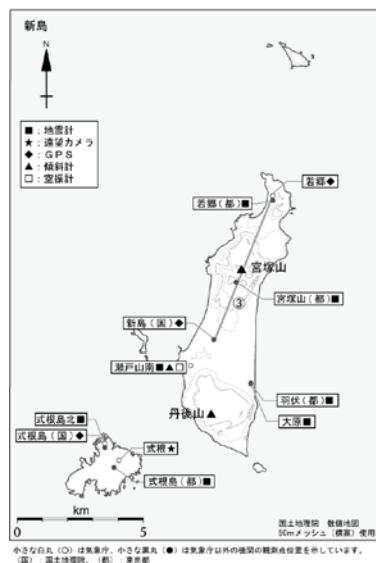 新島
N
■：地震計
★：遠望カメラ
◆：GPS
▲：傾斜計
□：空振計
若郷◆
若郷（都）■
宮塚山
宮塚山（都）■
③
新島（国）◆
瀬戸山南■▲□
羽伏（都）■
丹後山
大原■
式根島北■
式根島（国）◆
式根★
式根島（都）■
km
0
5
国土地理院　数値地図
50mメッシュ（標高）使用
小さな白丸（○）は気象庁、小さな黒丸（●）は気象庁以外の機関の観測点位置を示しています。
（国）：国土地理院、（都）：東京都